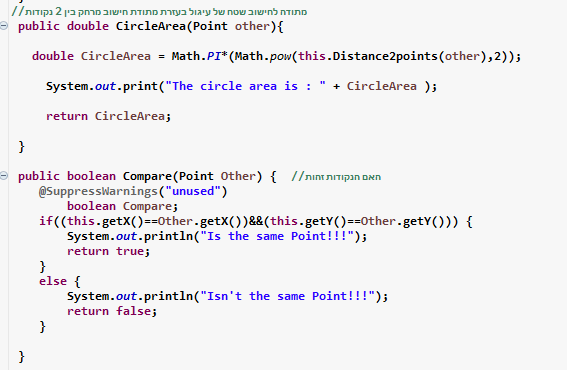 }
//מתודה לחישוב שטח של עיגול בעזרת מתודת חישוב מרחק בין 2 נקודות
public double CircleArea(Point other){
double CircleArea = Math.PI*(Math.pow(this.Distance2points(other),2));
System.out.print("The circle area is : " + CircleArea );
return CircleArea;
}
public boolean Compare(Point Other) { //האם הנקודות זהות
@SuppressWarnings("unused")
boolean Compare;
if((this.getX()==Other.getX())&&(this.getY()==Other.getY())) {
System.out.println("Is the same Point!!!");
return true;
}
else {
System.out.println("Isn't the same Point!!!");
return false;
}
}